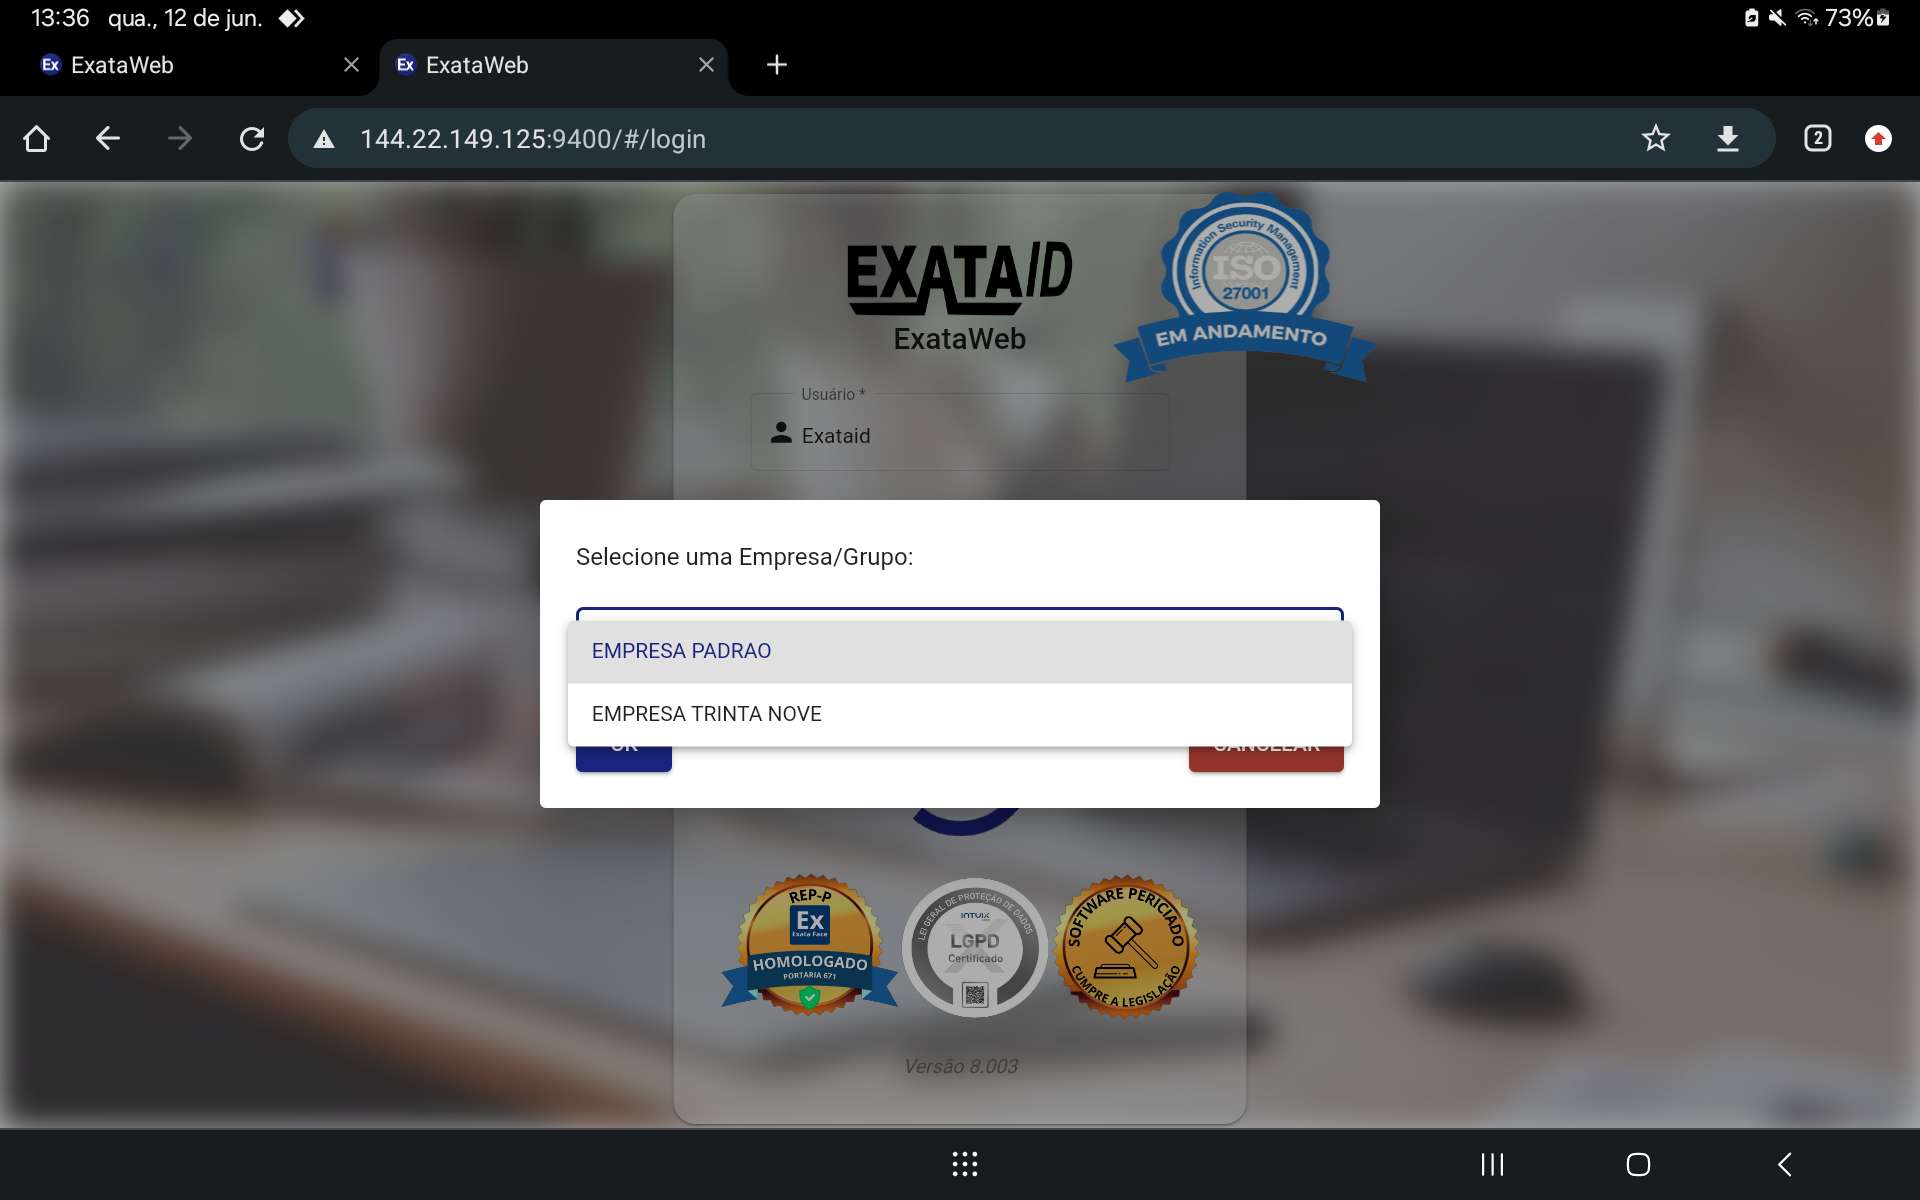 13:36 qua., 12 de jun.
73%
Ex ExataWeb
Ex ExataWeb
144.22.149.125:9400/#/login
2
EXATAID
ExataWeb
Information Security Management
ISO
27001
EM ANDAMENTO
Usuário *
Exataid
Selecione uma Empresa/Grupo:
EMPRESA PADRAO
EMPRESA TRINTA NOVE
OK
CANCELAR
REP-P
Ex
Exata Face
HOMOLOGADO
PORTARIA 671
LEI GERAL DE PROTEÇÃO DE DADOS
INTUIX
LGPD
Certificado
SOFTWARE PERICIADO
CUMPRE A LEGISLAÇÃO
Versão 8.003